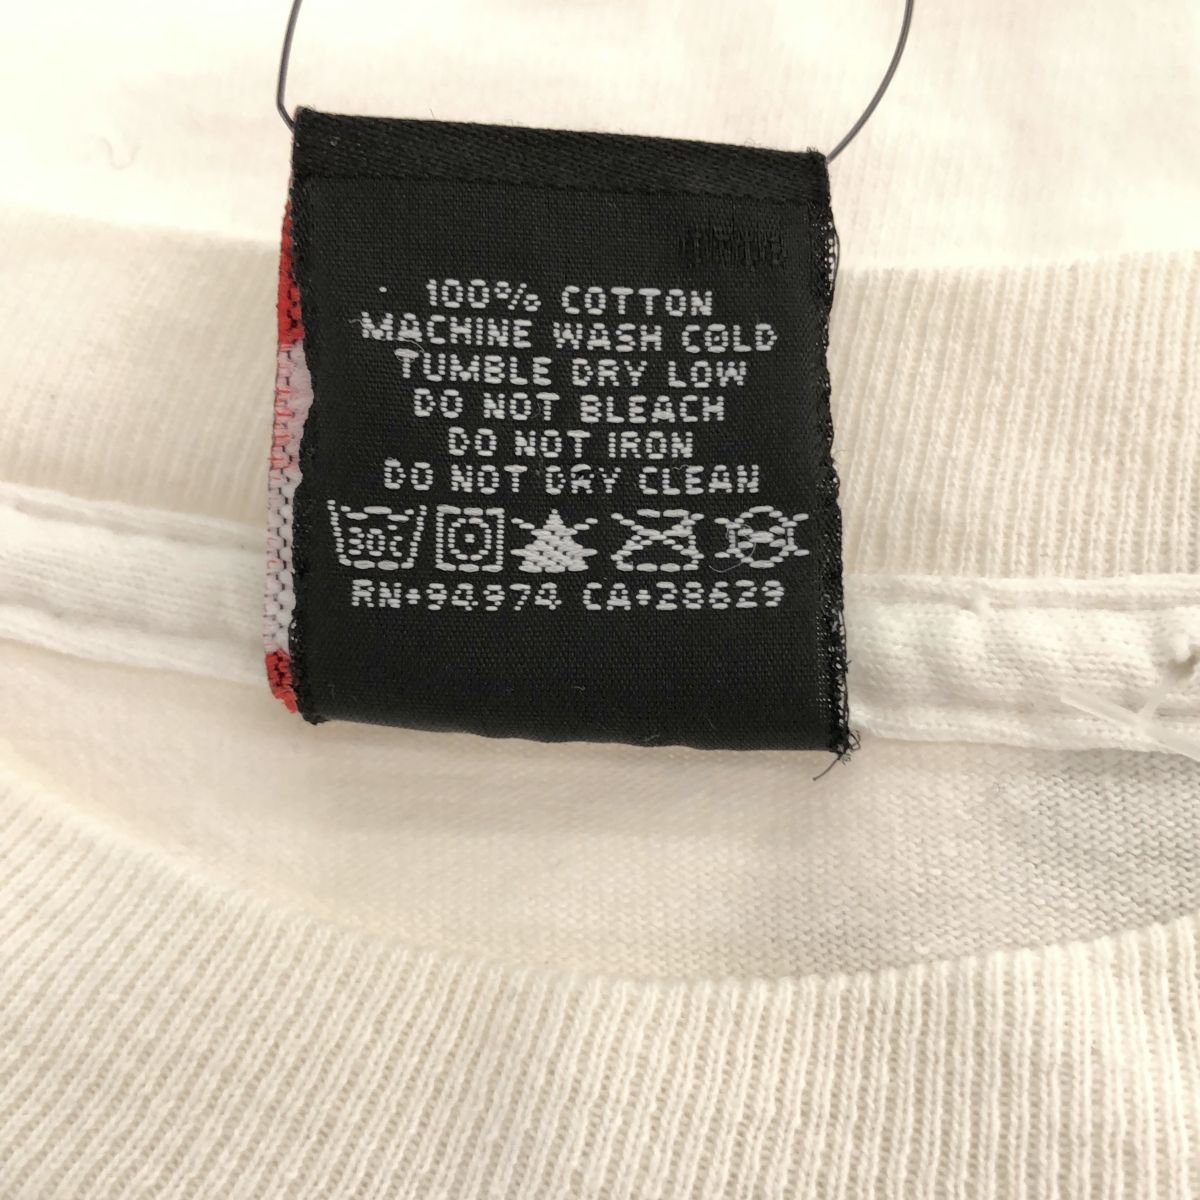 100% COTTON
MACHINE WASH COLD
TUMBLE DRY LOW
DO NOT BLEACH
DO NOT IRON
DO NOT DRY CLEAN
30c
RN+94974 CA+28629